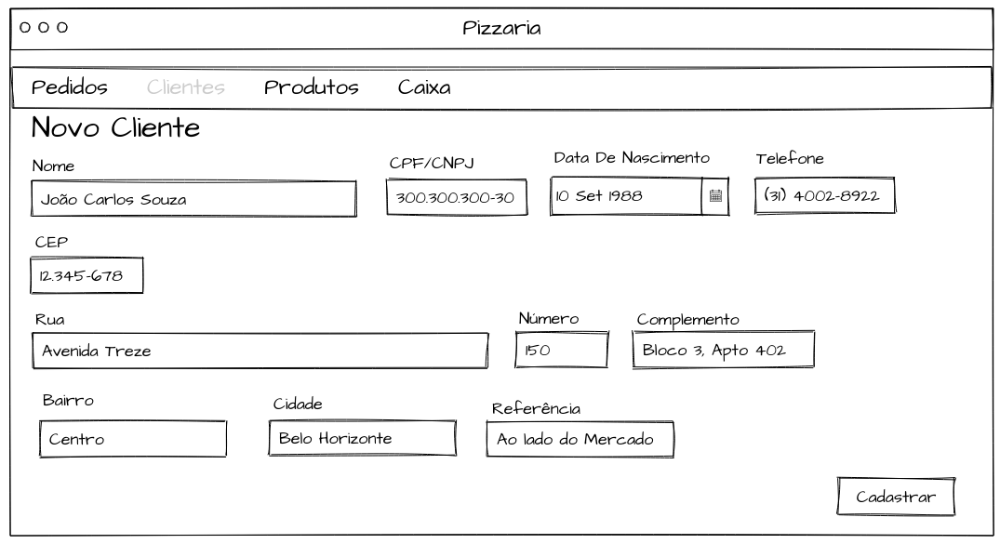 Pizzaria
Pedidos Clientes Produtos Caixa
Novo Cliente
Nome CPF/CNPJ Data De Nascimento Telefone
João Carlos Souza 300.300.300-30 10 Set 1988 (31) 4002-8922
CEP
12.345-678
Rua Número Complemento
Avenida Treze 150 Bloco 3, Apto 402
Bairro Cidade Referência
Centro Belo Horizonte Ao lado do Mercado
Cadastrar